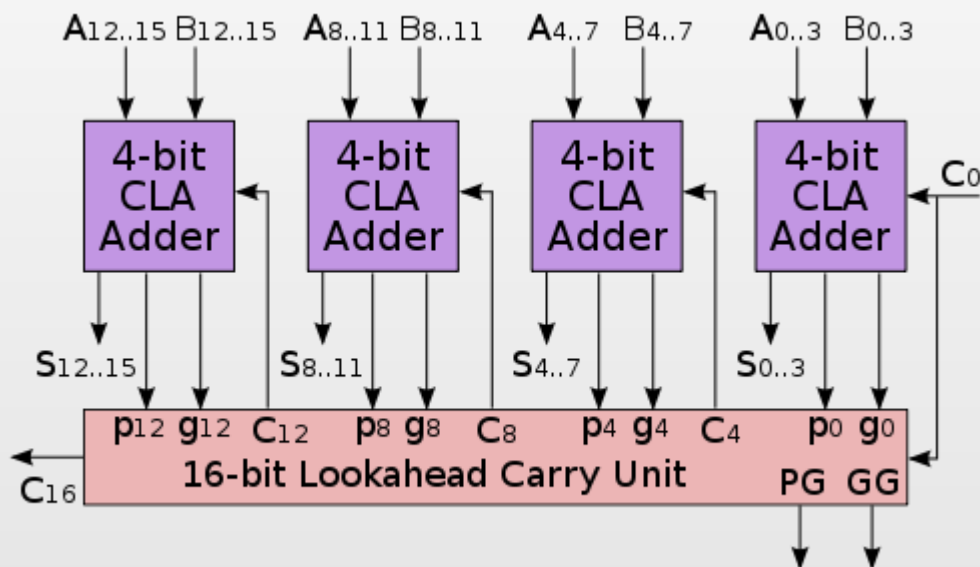 A12..15 B12..15 A8..11 B8..11 A4..7 B4..7 A0..3 B0..3
4-bit CLA Adder
4-bit CLA Adder
4-bit CLA Adder
4-bit CLA Adder
C0
S12..15 S8..11 S4..7 S0..3
p12 g12 C12 p8 g8 C8 p4 g4 C4 p0 g0
16-bit Lookahead Carry Unit PG GG
C16